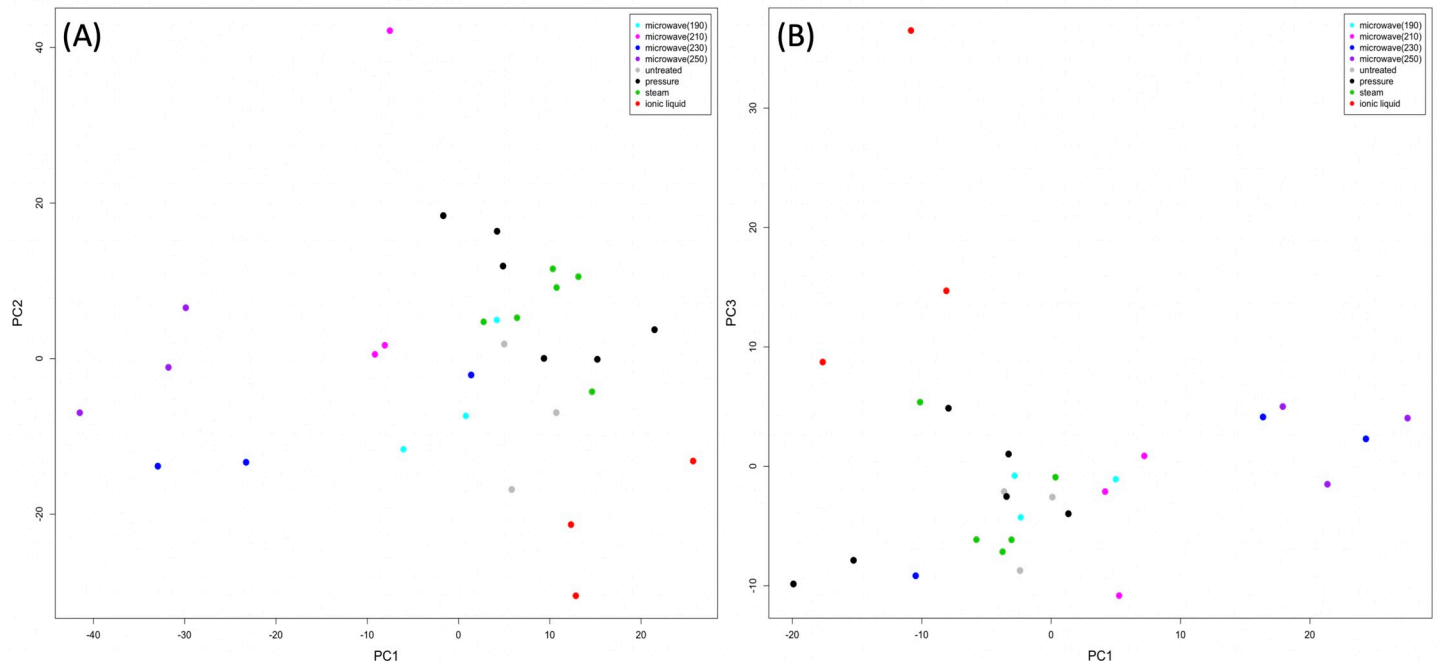 (A)
microwave(190)
microwave(210)
microwave(230)
microwave(250)
untreated
pressure
steam
ionic liquid
40
20
0
-20
PC2
-40
-30
-20
-10
0
10
20
PC1
(B)
microwave(190)
microwave(210)
microwave(230)
microwave(250)
untreated
pressure
steam
ionic liquid
30
20
10
0
-10
PC3
-20
-10
0
10
20
PC1